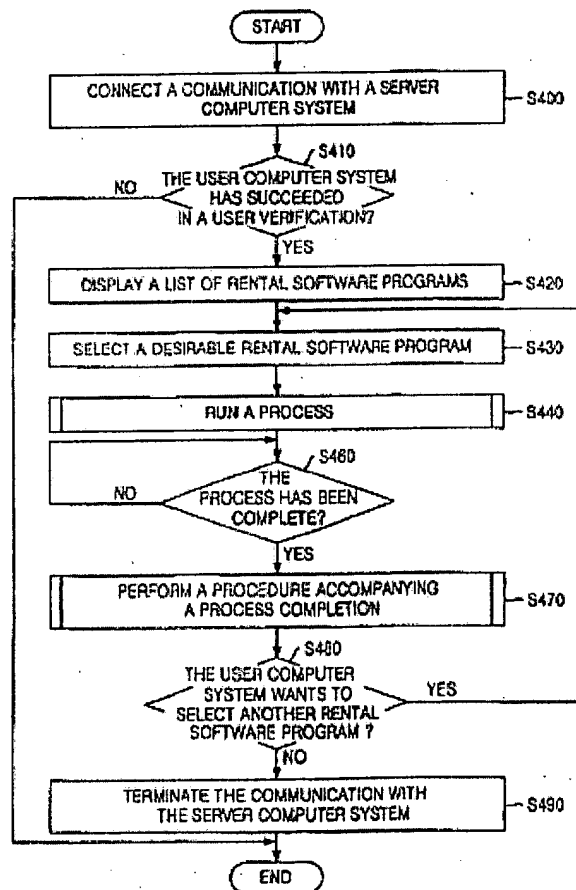 START
CONNECT A COMMUNICATION WITH A SERVER
COMPUTER SYSTEM
S400
S410
NO
THE USER COMPUTER SYSTEM
HAS SUCCEEDED
IN A USER VERIFICATION?
YES
DISPLAY A LIST OF RENTAL SOFTWARE PROGRAMS
S420
SELECT A DESIRABLE RENTAL SOFTWARE PROGRAM
S430
RUN A PROCESS
S440
S460
NO
THE
PROCESS HAS BEEN
COMPLETE?
YES
PERFORM A PROCEDURE ACCOMPANYING
A PROCESS COMPLETION
S470
S480
THE USER COMPUTER
SYSTEM WANTS TO
SELECT ANOTHER RENTAL
SOFTWARE PROGRAM ?
YES
NO
TERMINATE THE COMMUNICATION WITH
THE SERVER COMPUTER SYSTEM
S490
END